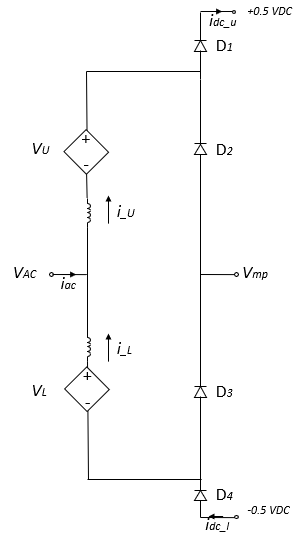 +0.5 VDC
idc_u
D1
+
VU
D2
-
i_U
VAC
iac
Vmp
i_L
+
VL
D3
-
D4
-0.5 VDC
idc_l